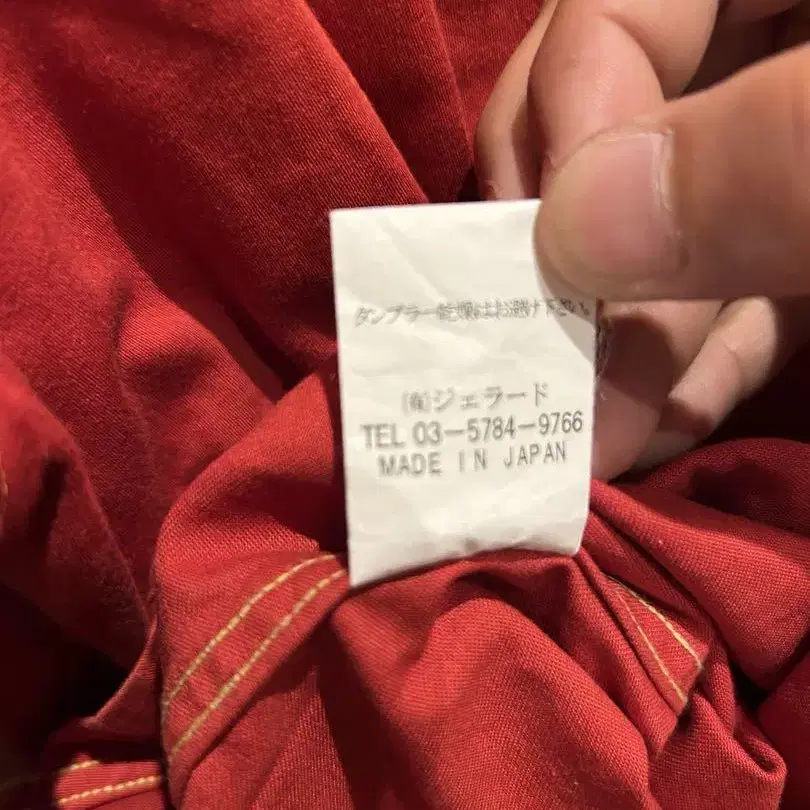 タンブラー乾燥はお避け下さい。
(有)ジェラード
TEL 03-5784-9766
MADE IN JAPAN